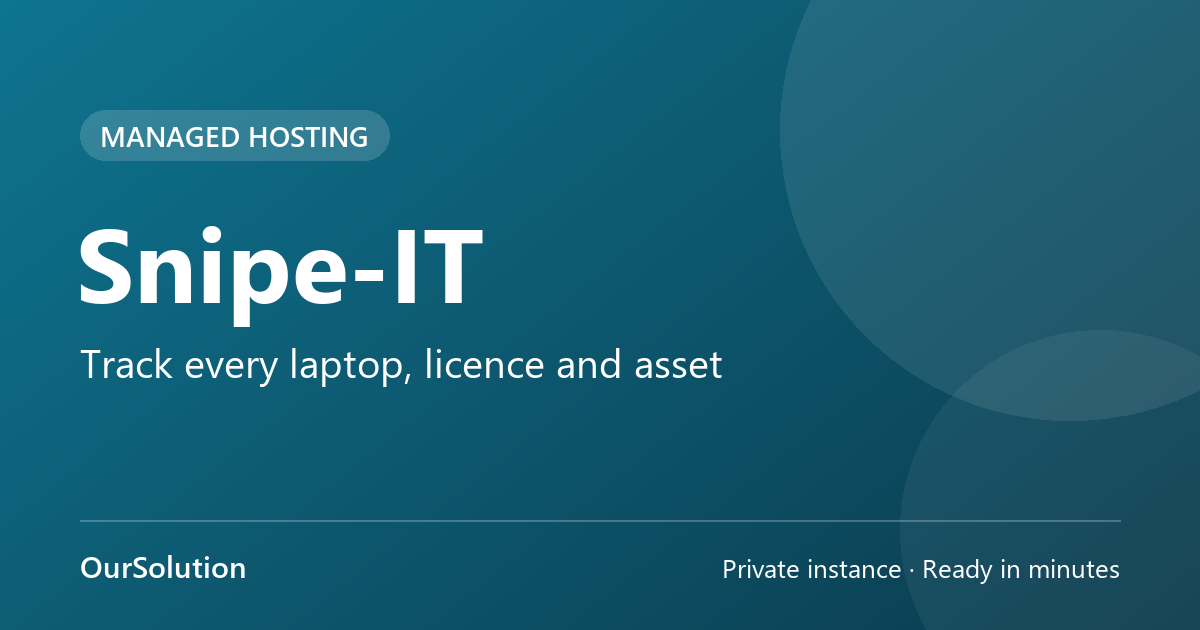 MANAGED HOSTING
Snipe-IT
Track every laptop, licence and asset
OurSolution
Private instance · Ready in minutes